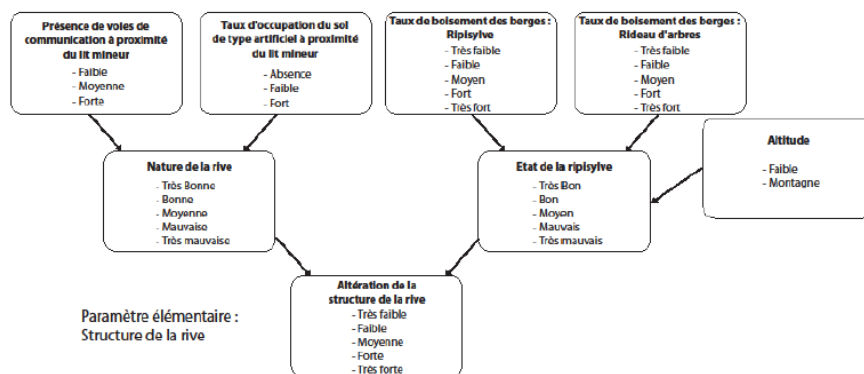 Présence de voies de
communication à proximité
du lit mineur
- Faible
- Moyenne
- Forte
Taux d'occupation du sol
de type artificiel à proximité
du lit mineur
- Absence
- Faible
- Fort
Taux de boisement des berges :
Ripisylve
- Très faible
- Faible
- Moyen
- Fort
- Très fort
Taux de boisement des berges :
Rideau d'arbres
- Très faible
- Faible
- Moyen
- Fort
- Très fort
Nature de la rive
- Très Bonne
- Bonne
- Moyenne
- Mauvaise
- Très mauvaise
Etat de la ripisylve
- Très Bon
- Bon
- Moyen
- Mauvais
- Très mauvais
Altitude
- Faible
- Montagne
Altération de la
structure de la rive
- Très faible
- Faible
- Moyenne
- Forte
- Très forte
Paramètre élémentaire :
Structure de la rive